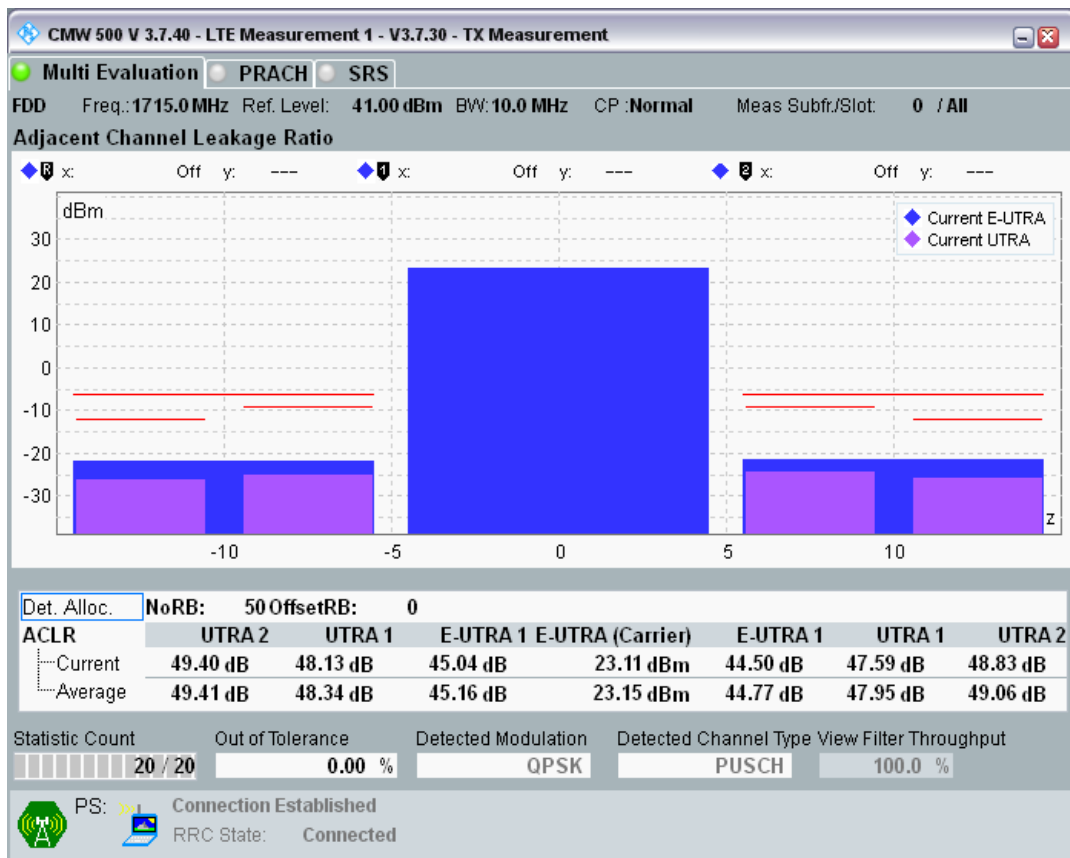 CMW 500 V 3.7.40 - LTE Measurement 1 - V3.7.30 - TX Measurement
Multi Evaluation PRACH SRS
FDD Freq.: 1715.0 MHz Ref. Level: 41.00 dBm BW: 10.0 MHz CP :Normal Meas Subfr./Slot: 0 / All
Adjacent Channel Leakage Ratio
R x: Off y: --- 1 x: Off y: --- 2 x: Off y: ---
dBm
Current E-UTRA
Current UTRA
30
20
10
0
-10
-20
-30
z
-10 -5 0 5 10
Det. Alloc. NoRB: 50 OffsetRB: 0
ACLR UTRA 2 UTRA 1 E-UTRA 1 E-UTRA (Carrier) E-UTRA 1 UTRA 1 UTRA 2
Current 49.40 dB 48.13 dB 45.04 dB 23.11 dBm 44.50 dB 47.59 dB 48.83 dB
Average 49.41 dB 48.34 dB 45.16 dB 23.15 dBm 44.77 dB 47.95 dB 49.06 dB
Statistic Count Out of Tolerance Detected Modulation Detected Channel Type View Filter Throughput
20 / 20 0.00 % QPSK PUSCH 100.0 %
PS: Connection Established
RRC State: Connected